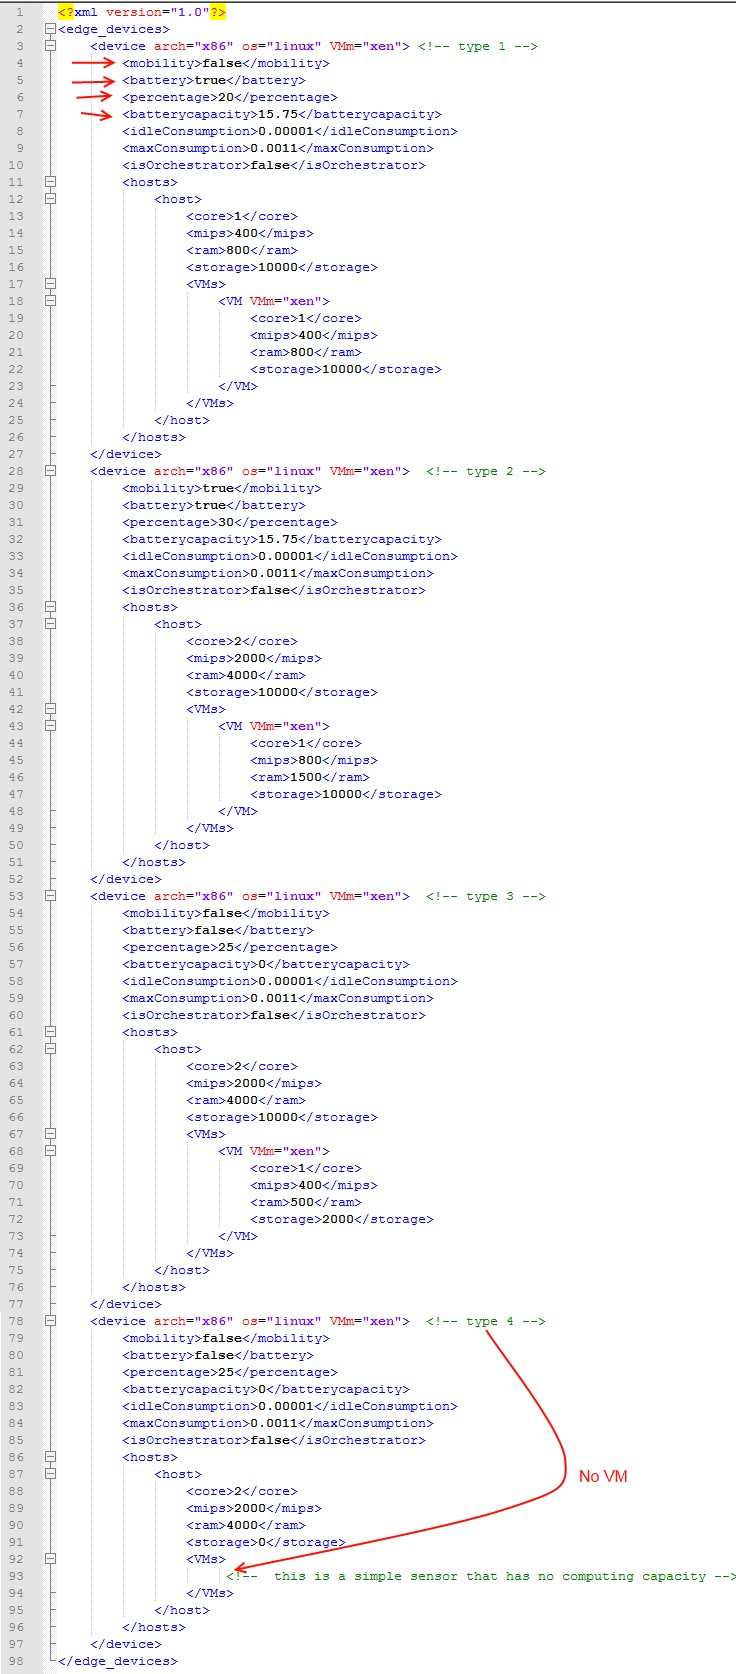 1 <?xml version="1.0"?>
2 <edge_devices>
3 <device arch="x86" os="linux" VMm="xen"> <!-- type 1 -->
4 <mobility>false</mobility>
5 <battery>true</battery>
6 <percentage>20</percentage>
7 <batterycapacity>15.75</batterycapacity>
8 <idleConsumption>0.00001</idleConsumption>
9 <maxConsumption>0.0011</maxConsumption>
10 <isOrchestrator>false</isOrchestrator>
11 <hosts>
12 <host>
13 <core>1</core>
14 <mips>400</mips>
15 <ram>800</ram>
16 <storage>10000</storage>
17 <VMs>
18 <VM VMm="xen">
19 <core>1</core>
20 <mips>400</mips>
21 <ram>800</ram>
22 <storage>10000</storage>
23 </VM>
24 </VMs>
25 </host>
26 </hosts>
27 </device>
28 <device arch="x86" os="linux" VMm="xen"> <!-- type 2 -->
29 <mobility>true</mobility>
30 <battery>true</battery>
31 <percentage>30</percentage>
32 <batterycapacity>15.75</batterycapacity>
33 <idleConsumption>0.00001</idleConsumption>
34 <maxConsumption>0.0011</maxConsumption>
35 <isOrchestrator>false</isOrchestrator>
36 <hosts>
37 <host>
38 <core>2</core>
39 <mips>2000</mips>
40 <ram>4000</ram>
41 <storage>10000</storage>
42 <VMs>
43 <VM VMm="xen">
44 <core>1</core>
45 <mips>800</mips>
46 <ram>1500</ram>
47 <storage>10000</storage>
48 </VM>
49 </VMs>
50 </host>
51 </hosts>
52 </device>
53 <device arch="x86" os="linux" VMm="xen"> <!-- type 3 -->
54 <mobility>false</mobility>
55 <battery>false</battery>
56 <percentage>25</percentage>
57 <batterycapacity>0</batterycapacity>
58 <idleConsumption>0.00001</idleConsumption>
59 <maxConsumption>0.0011</maxConsumption>
60 <isOrchestrator>false</isOrchestrator>
61 <hosts>
62 <host>
63 <core>2</core>
64 <mips>2000</mips>
65 <ram>4000</ram>
66 <storage>10000</storage>
67 <VMs>
68 <VM VMm="xen">
69 <core>1</core>
70 <mips>400</mips>
71 <ram>500</ram>
72 <storage>2000</storage>
73 </VM>
74 </VMs>
75 </host>
76 </hosts>
77 </device>
78 <device arch="x86" os="linux" VMm="xen"> <!-- type 4 -->
79 <mobility>false</mobility>
80 <battery>false</battery>
81 <percentage>25</percentage>
82 <batterycapacity>0</batterycapacity>
83 <idleConsumption>0.00001</idleConsumption>
84 <maxConsumption>0.0011</maxConsumption>
85 <isOrchestrator>false</isOrchestrator>
86 <hosts>
87 <host>
No VM
88 <core>2</core>
89 <mips>2000</mips>
90 <ram>4000</ram>
91 <storage>0</storage>
92 <VMs>
93 <!-- this is a simple sensor that has no computing capacity -->
94 </VMs>
95 </host>
96 </hosts>
97 </device>
98 </edge_devices>